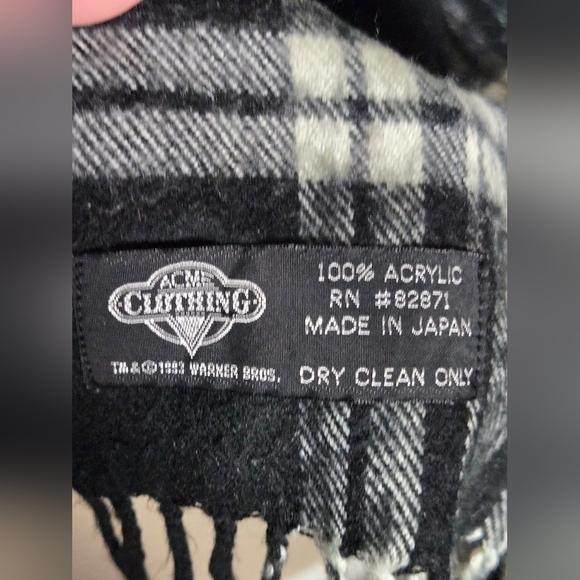 ACME
CLOTHING
TM & © 1993 WARNER BROS.
100% ACRYLIC
RN #82871
MADE IN JAPAN
DRY CLEAN ONLY